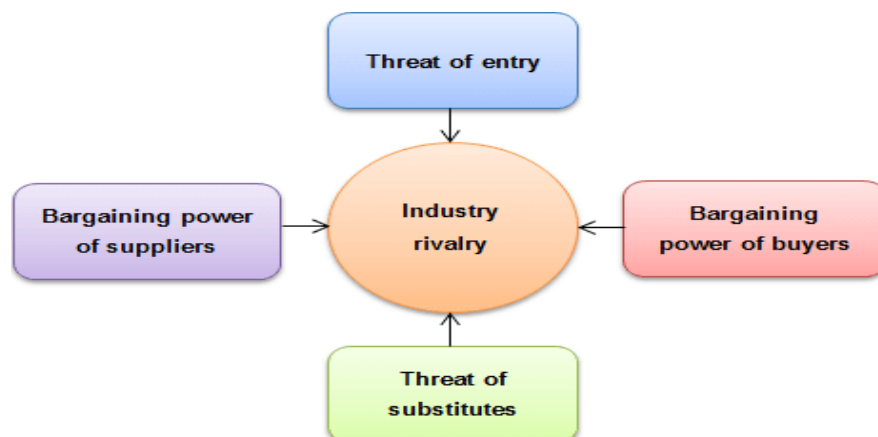 Threat of entry
Bargaining power
of suppliers
Industry
rivalry
Bargaining
power of buyers
Threat of
substitutes